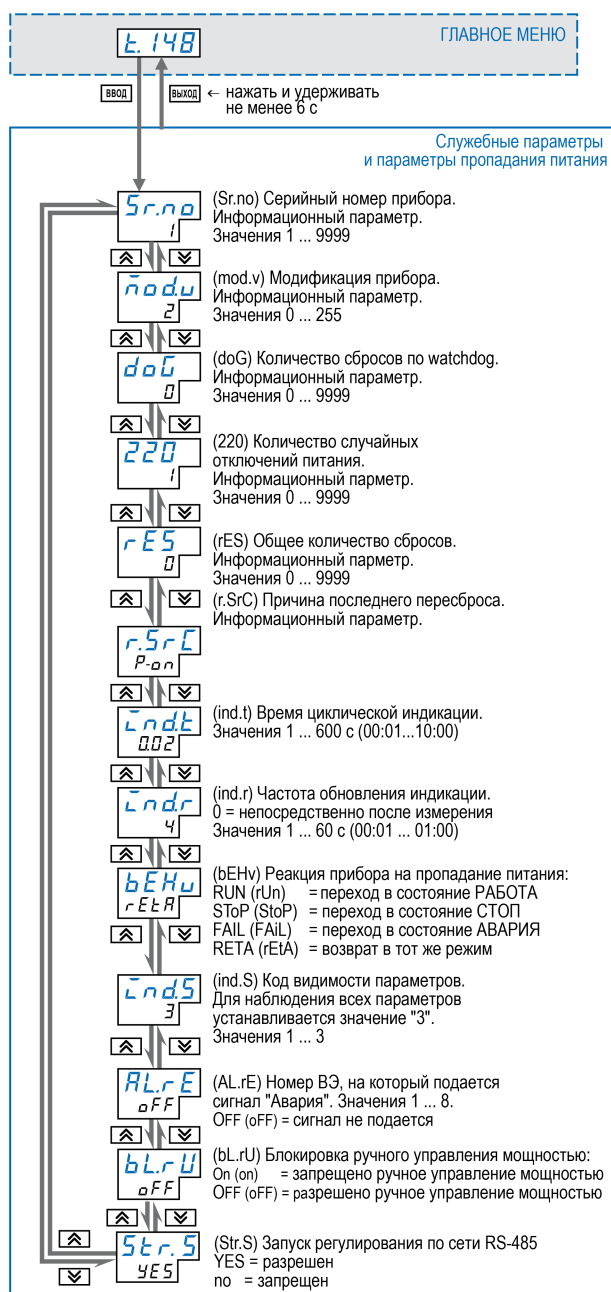 ГЛАВНОЕ МЕНЮ
t.148
ВВОД ВЫХОД ← нажать и удерживать
не менее 6 с
Служебные параметры
и параметры пропадания питания
Sr.no
1
(Sr.no) Серийный номер прибора.
Информационный параметр.
Значения 1 ... 9999
mod.v
2
(mod.v) Модификация прибора.
Информационный параметр.
Значения 0 ... 255
doG
0
(doG) Количество сбросов по watchdog.
Информационный параметр.
Значения 0 ... 9999
220
1
(220) Количество случайных
отключений питания.
Информационный парметр.
Значения 0 ... 9999
rES
0
(rES) Общее количество сбросов.
Информационный парметр.
Значения 0 ... 9999
r.SrC
P-on
(r.SrC) Причина последнего пересброса.
Информационный параметр.
ind.t
0.02
(ind.t) Время циклической индикации.
Значения 1 ... 600 с (00:01...10:00)
ind.r
4
(ind.r) Частота обновления индикации.
0 = непосредственно после измерения
Значения 1 ... 60 с (00:01 ... 01:00)
bEHv
rEtA
(bEHv) Реакция прибора на пропадание питания:
RUN (rUn) = переход в состояние РАБОТА
SToP (StoP) = переход в состояние СТОП
FAIL (FAiL) = переход в состояние АВАРИЯ
RETA (rEtA) = возврат в тот же режим
ind.S
3
(ind.S) Код видимости параметров.
Для наблюдения всех параметров
устанавливается значение "3".
Значения 1 ... 3
AL.rE
oFF
(AL.rE) Номер ВЭ, на который подается
сигнал "Авария". Значения 1 ... 8.
OFF (oFF) = сигнал не подается
bL.rU
oFF
(bL.rU) Блокировка ручного управления мощностью:
On (on) = запрещено ручное управление мощностью
OFF (oFF) = разрешено ручное управление мощностью
Str.S
YES
(Str.S) Запуск регулирования по сети RS-485
YES = разрешен
no = запрещен